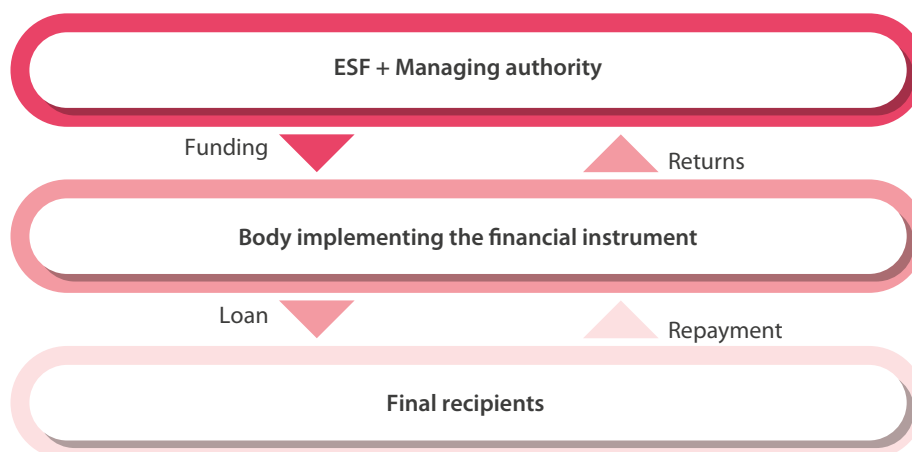 ESF + Managing authority
Funding
Returns
Body implementing the financial instrument
Loan
Repayment
Final recipients